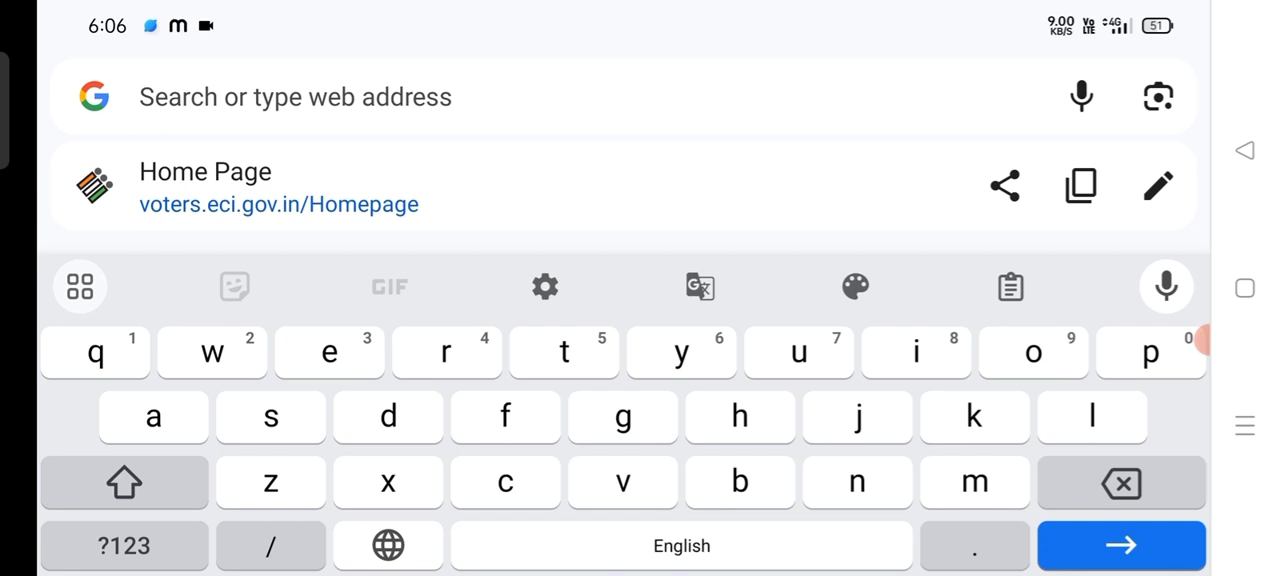 6:06 m 9.00 KB/S Vo LTE 4G 51
Search or type web address
Home Page
voters.eci.gov.in/Homepage
GIF
q 1 w 2 e 3 r 4 t 5 y 6 u 7 i 8 o 9 p 0
a s d f g h j k l
z x c v b n m
?123 / English .